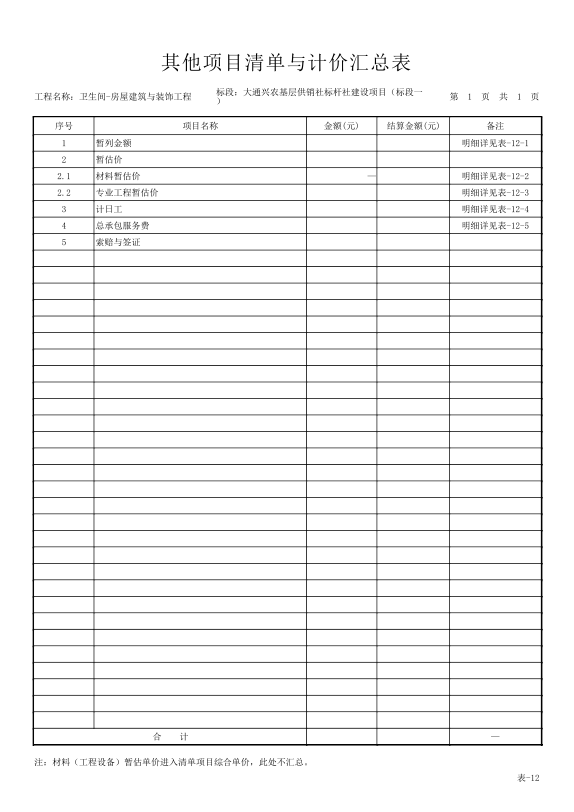 其他项目清单与计价汇总表
工程名称：卫生间-房屋建筑与装饰工程 标段：大通兴农基层供销社标杆社建设项目（标段一） 第 1 页 共 1 页
序号 项目名称 金额(元) 结算金额(元) 备注
1 暂列金额 明细详见表-12-1
2 暂估价
2.1 材料暂估价 — 明细详见表-12-2
2.2 专业工程暂估价 明细详见表-12-3
3 计日工 明细详见表-12-4
4 总承包服务费 明细详见表-12-5
5 索赔与签证
合 计 —
注：材料（工程设备）暂估单价进入清单项目综合单价，此处不汇总。
表-12